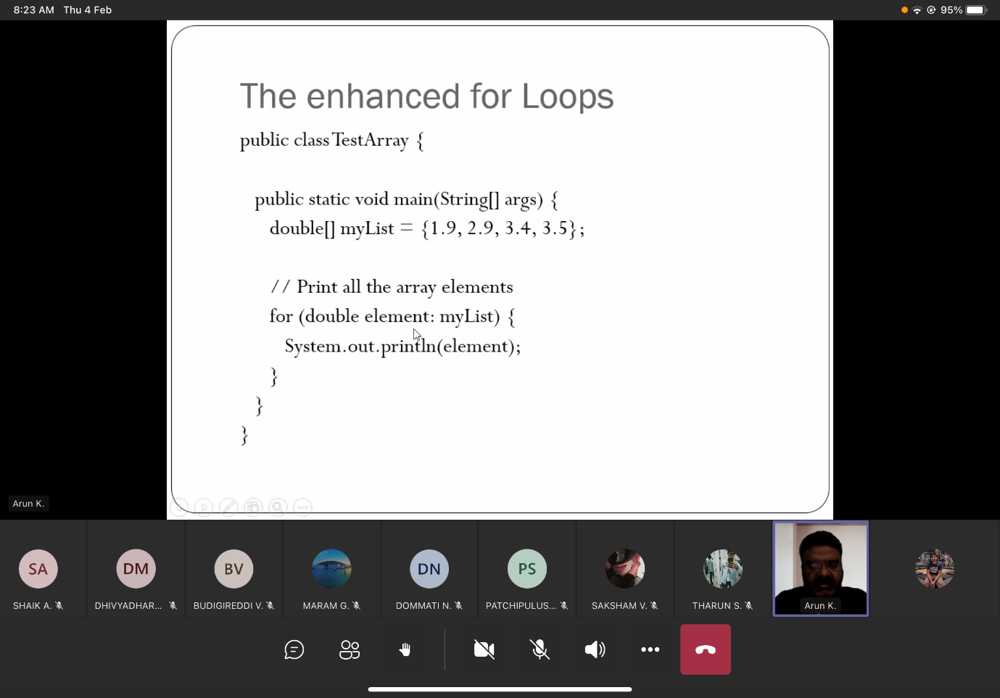 8:23 AM Thu 4 Feb
95%
The enhanced for Loops
public class TestArray {
public static void main(String[] args) {
double[] myList = {1.9, 2.9, 3.4, 3.5};
// Print all the array elements
for (double element: myList) {
System.out.println(element);
}
}
}
Arun K.
SA
DM
BV
DN
PS
SHAIK A.
DHIVYADHAR...
BUDIGIREDDI V.
MARAM G.
DOMMATI N.
PATCHIPULUS...
SAKSHAM V.
THARUN S.
Arun K.